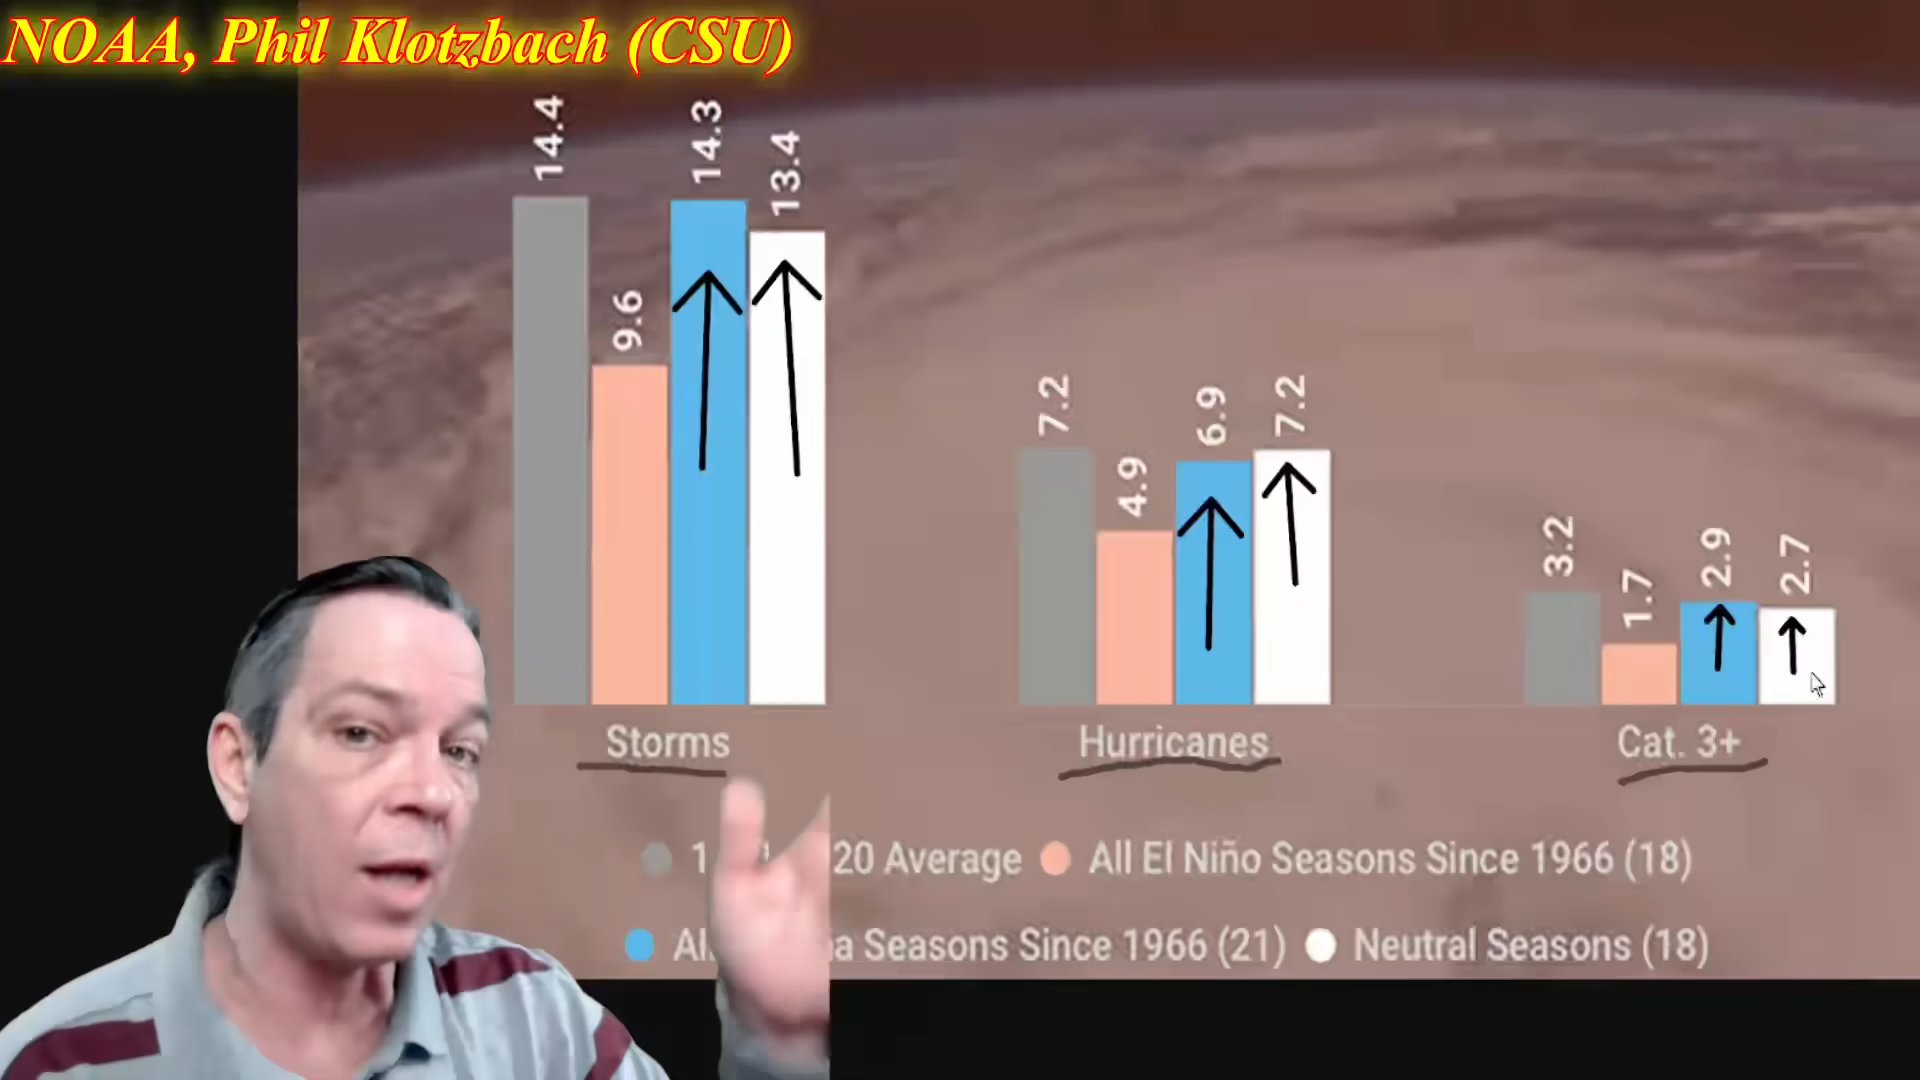 NOAA, Phil Klotzbach (CSU)
14.4
9.6
14.3
13.4
7.2
4.9
6.9
7.2
3.2
1.7
2.9
2.7
Storms
Hurricanes
Cat. 3+
20 Average
All El Niño Seasons Since 1966 (18)
Seasons Since 1966 (21)
Neutral Seasons (18)